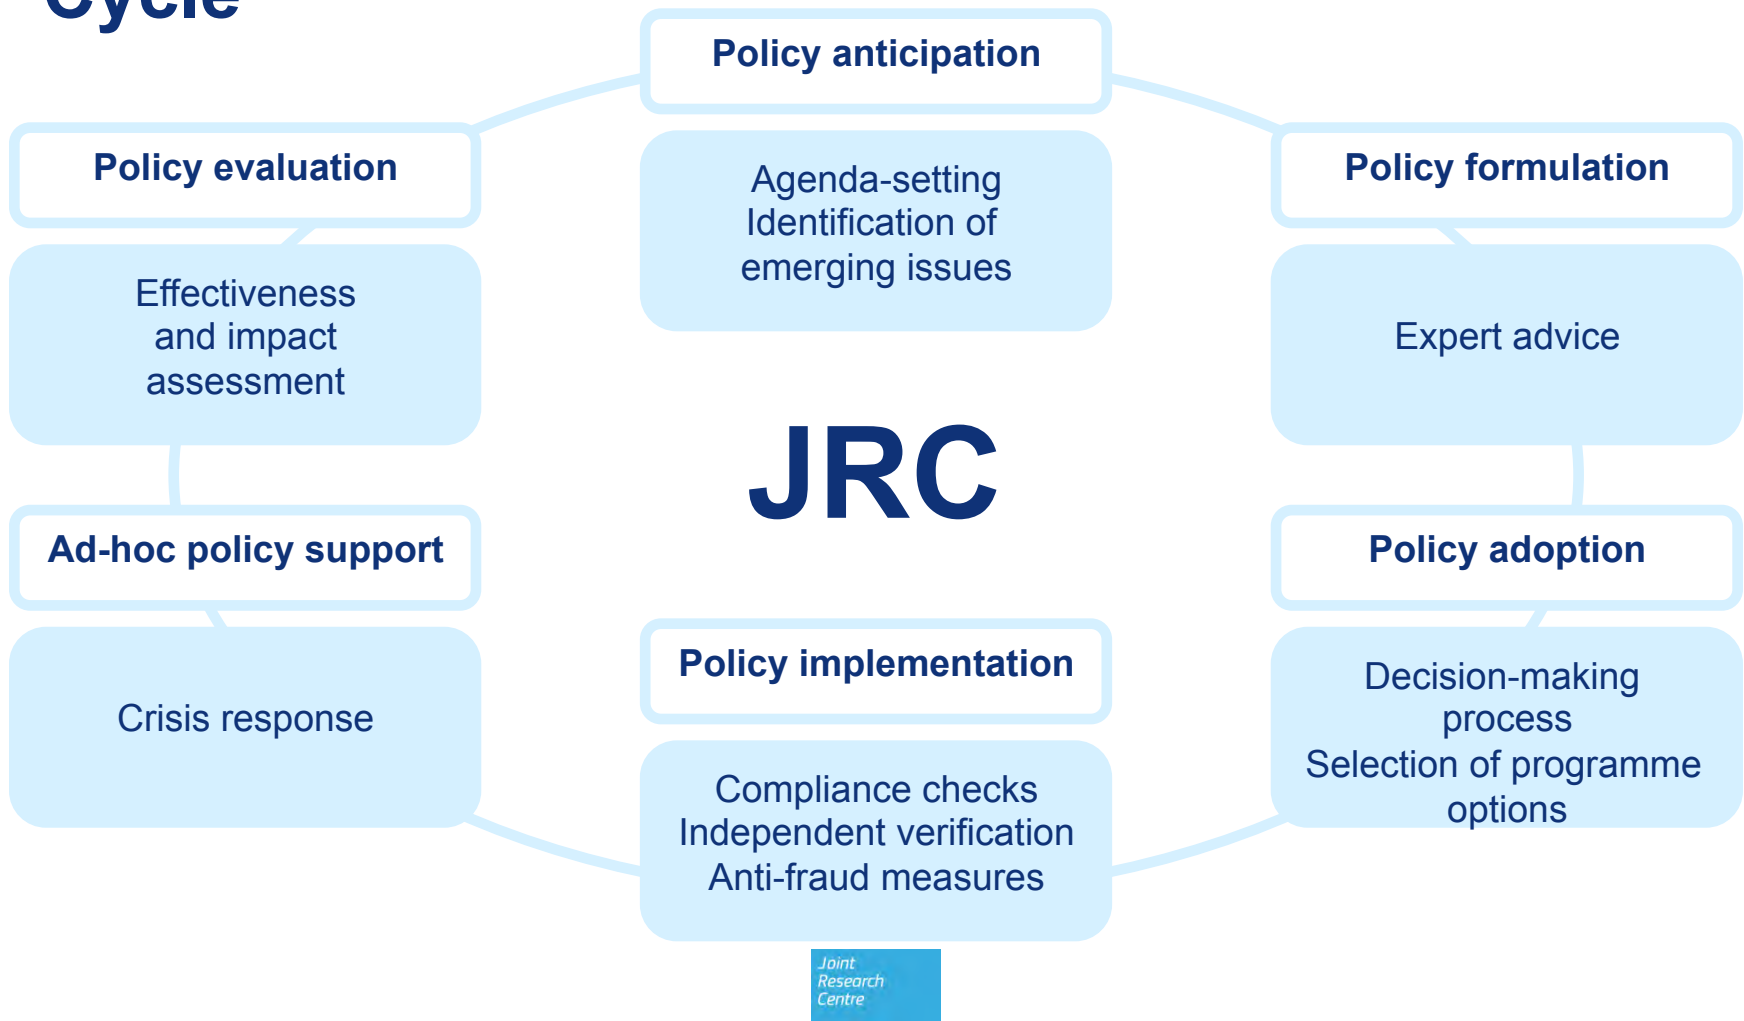 Cycle
Policy anticipation
Agenda-setting
Identification of
emerging issues
Policy evaluation
Effectiveness
and impact
assessment
Policy formulation
Expert advice
JRC
Ad-hoc policy support
Crisis response
Policy adoption
Decision-making
process
Selection of programme
options
Policy implementation
Compliance checks
Independent verification
Anti-fraud measures
Joint
Research
Centre